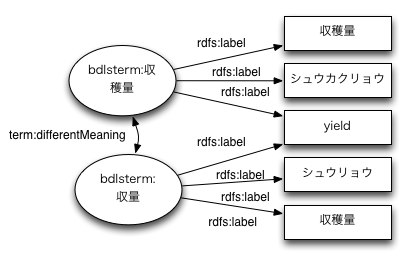 収穫量
rdfs:label
bdlsterm:収
穫量
rdfs:label
シュウカクリョウ
rdfs:label
yield
term:differentMeaning
rdfs:label
bdlsterm:
収量
rdfs:label
シュウリョウ
rdfs:label
収穫量